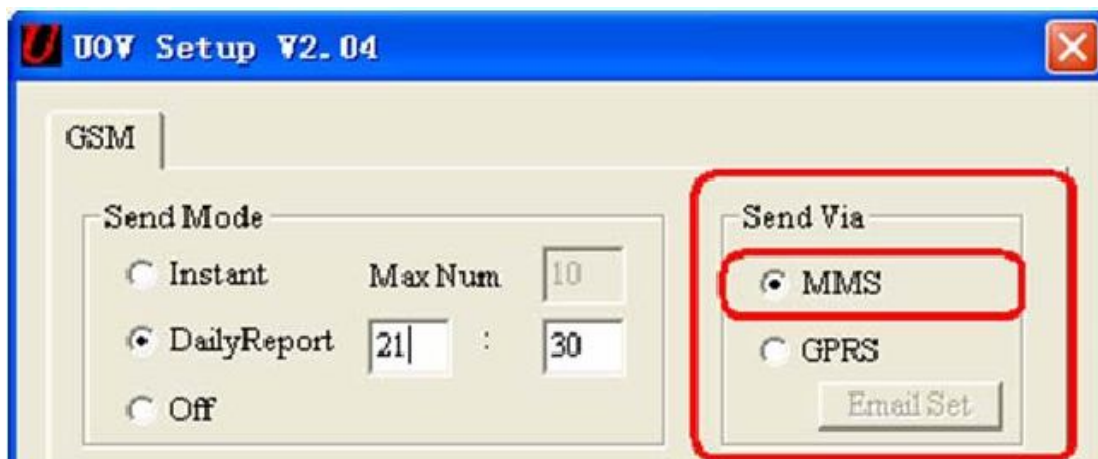 UOV Setup V2.04
GSM
Send Mode
Instant Max Num 10
DailyReport 21 : 30
Off
Send Via
MMS
GPRS
Email Set